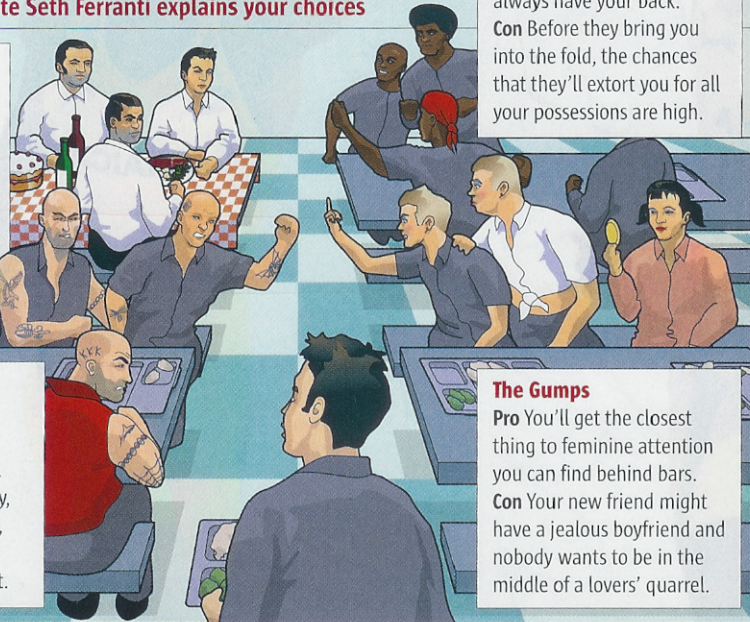 te Seth Ferranti explains your choices
always have your back.
Con Before they bring you
into the fold, the chances
that they'll extort you for all
your possessions are high.
KKK
The Gumps
Pro You'll get the closest
thing to feminine attention
you can find behind bars.
Con Your new friend might
have a jealous boyfriend and
nobody wants to be in the
middle of a lovers' quarrel.
y,
t.